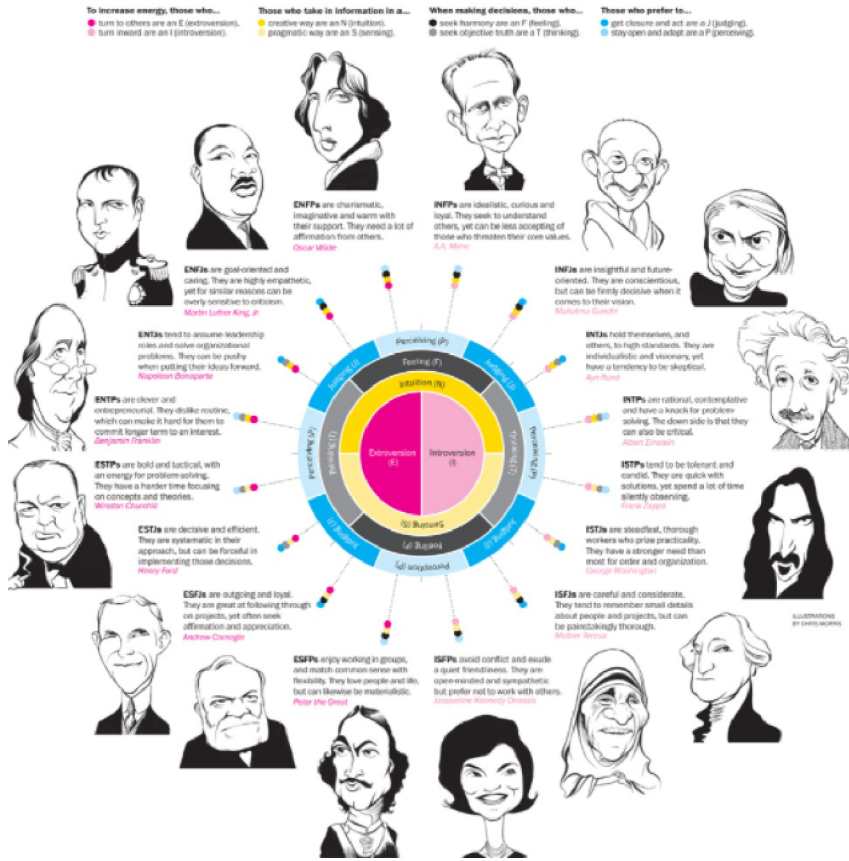 To increase energy, those who...
turn to others are an E (extroversion).
turn inward are an I (introversion).
Those who take in information in a...
creative way are an N (intuition).
pragmatic way are an S (sensing).
When making decisions, those who...
seek harmony are an F (feeling).
seek objective truth are a T (thinking).
Those who prefer to...
get closure and act are a J (judging).
stay open and adapt are a P (perceiving).
ENFPs are charismatic,
imaginative and warm with
their support. They need a lot of
affirmation from others.
Oscar Wilde
INFPs are idealistic, curious and
loyal. They seek to understand
others, yet can be less accepting of
those who threaten their core values.
A.A. Milne
ENFJs are goal-oriented and
caring. They are highly empathetic,
yet for similar reasons can be
overly sensitive to criticism.
Martin Luther King, Jr.
INFJs are insightful and future-
oriented. They are conscientious,
but can be firmly decisive when it
comes to their vision.
Mahatma Gandhi
ENTJs tend to assume leadership
roles and solve organizational
problems. They can be pushy
when putting their ideas forward.
Napoleon Bonaparte
INTJs hold themselves, and
others, to high standards. They are
individualistic and visionary, yet
have a tendency to be skeptical.
Ayn Rand
ENTPs are clever and
entrepreneurial. They dislike routine,
which can make it hard for them to
commit longer term to an interest.
Benjamin Franklin
INTPs are rational, contemplative
and have a knack for problem-
solving. The down side is that they
can also be critical.
Albert Einstein
ESTPs are bold and tactical, with
an energy for problem-solving.
They have a harder time focusing
on concepts and theories.
Winston Churchill
ISTPs tend to be tolerant and
candid. They are quick with
solutions, yet spend a lot of time
silently observing.
Frank Zappa
ESTJs are decisive and efficient.
They are systematic in their
approach, but can be forceful in
implementing those decisions.
Henry Ford
ISTJs are steadfast, thorough
workers who prize practicality.
They have a stronger need than
most for order and organization.
George Washington
ESFJs are outgoing and loyal.
They are great at following through
on projects, yet often seek
affirmation and appreciation.
Andrew Carnegie
ISFJs are careful and considerate.
They tend to remember small details
about people and projects, but can
be painstakingly thorough.
Mother Teresa
ESFPs enjoy working in groups,
and match common sense with
flexibility. They love people and life,
but can likewise be materialistic.
Peter the Great
ISFPs avoid conflict and exude
a quiet friendliness. They are
open-minded and sympathetic
but prefer not to work with others.
Jacqueline Kennedy Onassis
Perceiving (P)
Judging (J)
Judging (J)
Feeling (F)
Intuition (N)
Perceiving (P)
Thinking (T)
Extroversion
(E)
Introversion
(I)
Thinking (T)
Perceiving (P)
Sensing (S)
Feeling (F)
Judging (J)
Judging (J)
Perception (P)
ILLUSTRATIONS
BY CHRIS MORRIS